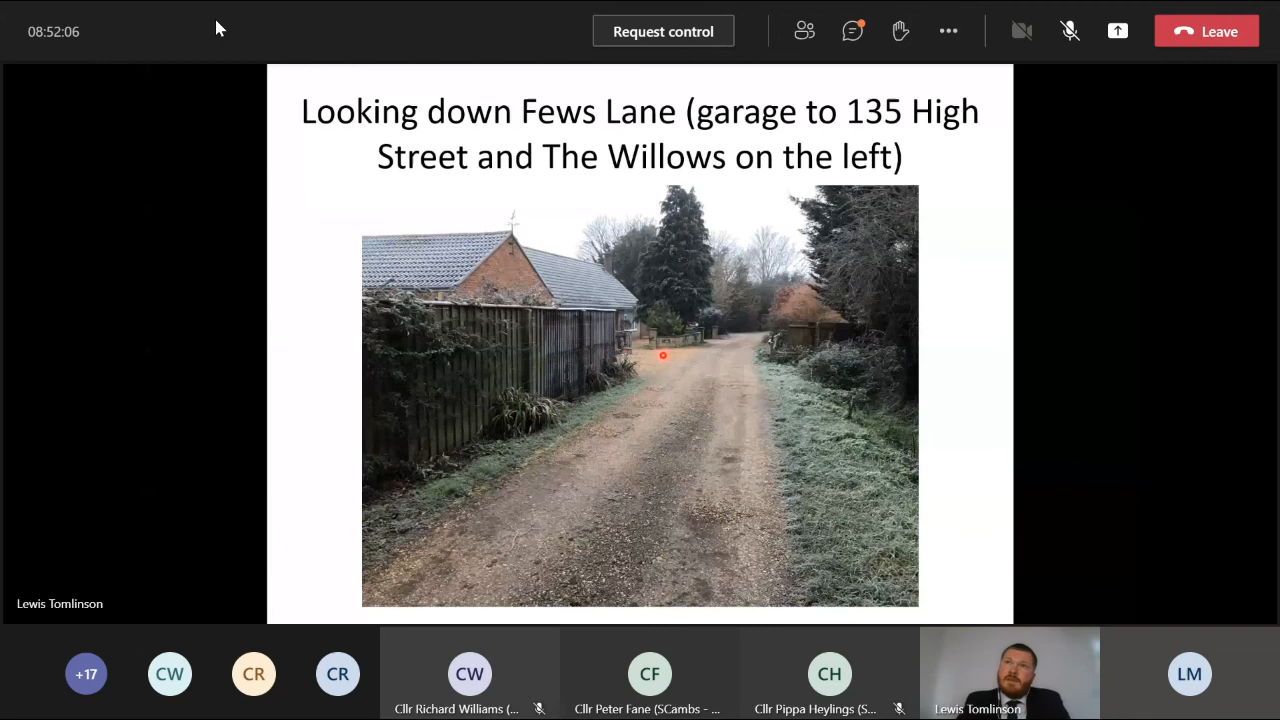 08:52:06
Request control
Leave
Looking down Fews Lane (garage to 135 High
Street and The Willows on the left)
Lewis Tomlinson
+17
CW
CR
CR
CW
CF
CH
LM
Cllr Richard Williams (...
Cllr Peter Fane (SCambs - ...
Cllr Pippa Heylings (S...
Lewis Tomlinson